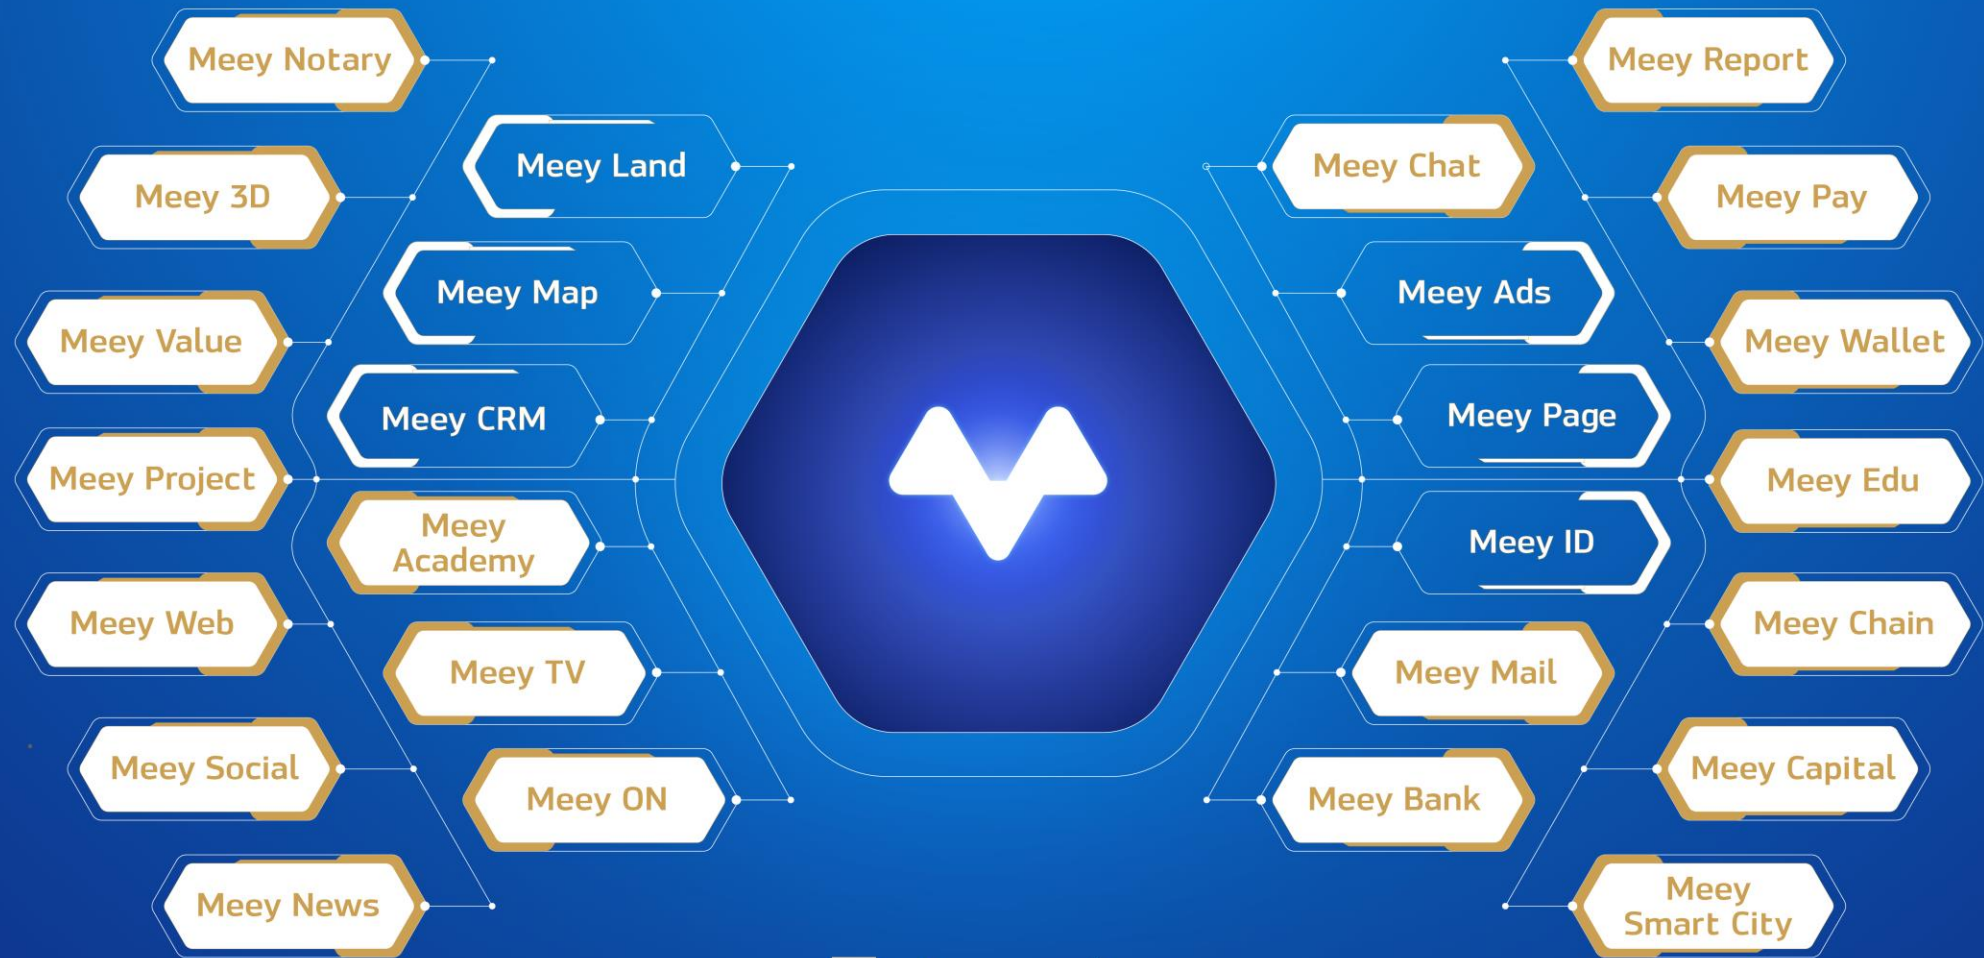 Meey Notary
Meey 3D
Meey Value
Meey Project
Meey Web
Meey Social
Meey News
Meey Land
Meey Map
Meey CRM
Meey
Academy
Meey TV
Meey ON
Meey Chat
Meey Ads
Meey Page
Meey ID
Meey Mail
Meey Bank
Meey Report
Meey Pay
Meey Wallet
Meey Edu
Meey Chain
Meey Capital
Meey
Smart City